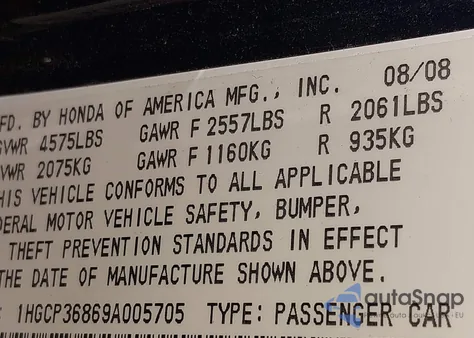 FD. BY HONDA OF AMERICA MFG., INC. 08/08
GVWR 4575LBS GAWR F 2557LBS R 2061LBS
VWR 2075KG GAWR F 1160KG R 935KG
HIS VEHICLE CONFORMS TO ALL APPLICABLE
DERAL MOTOR VEHICLE SAFETY, BUMPER,
THEFT PREVENTION STANDARDS IN EFFECT
THE DATE OF MANUFACTURE SHOWN ABOVE.
: 1HGCP36869A005705 TYPE: PASSENGER CAR
autoSnap